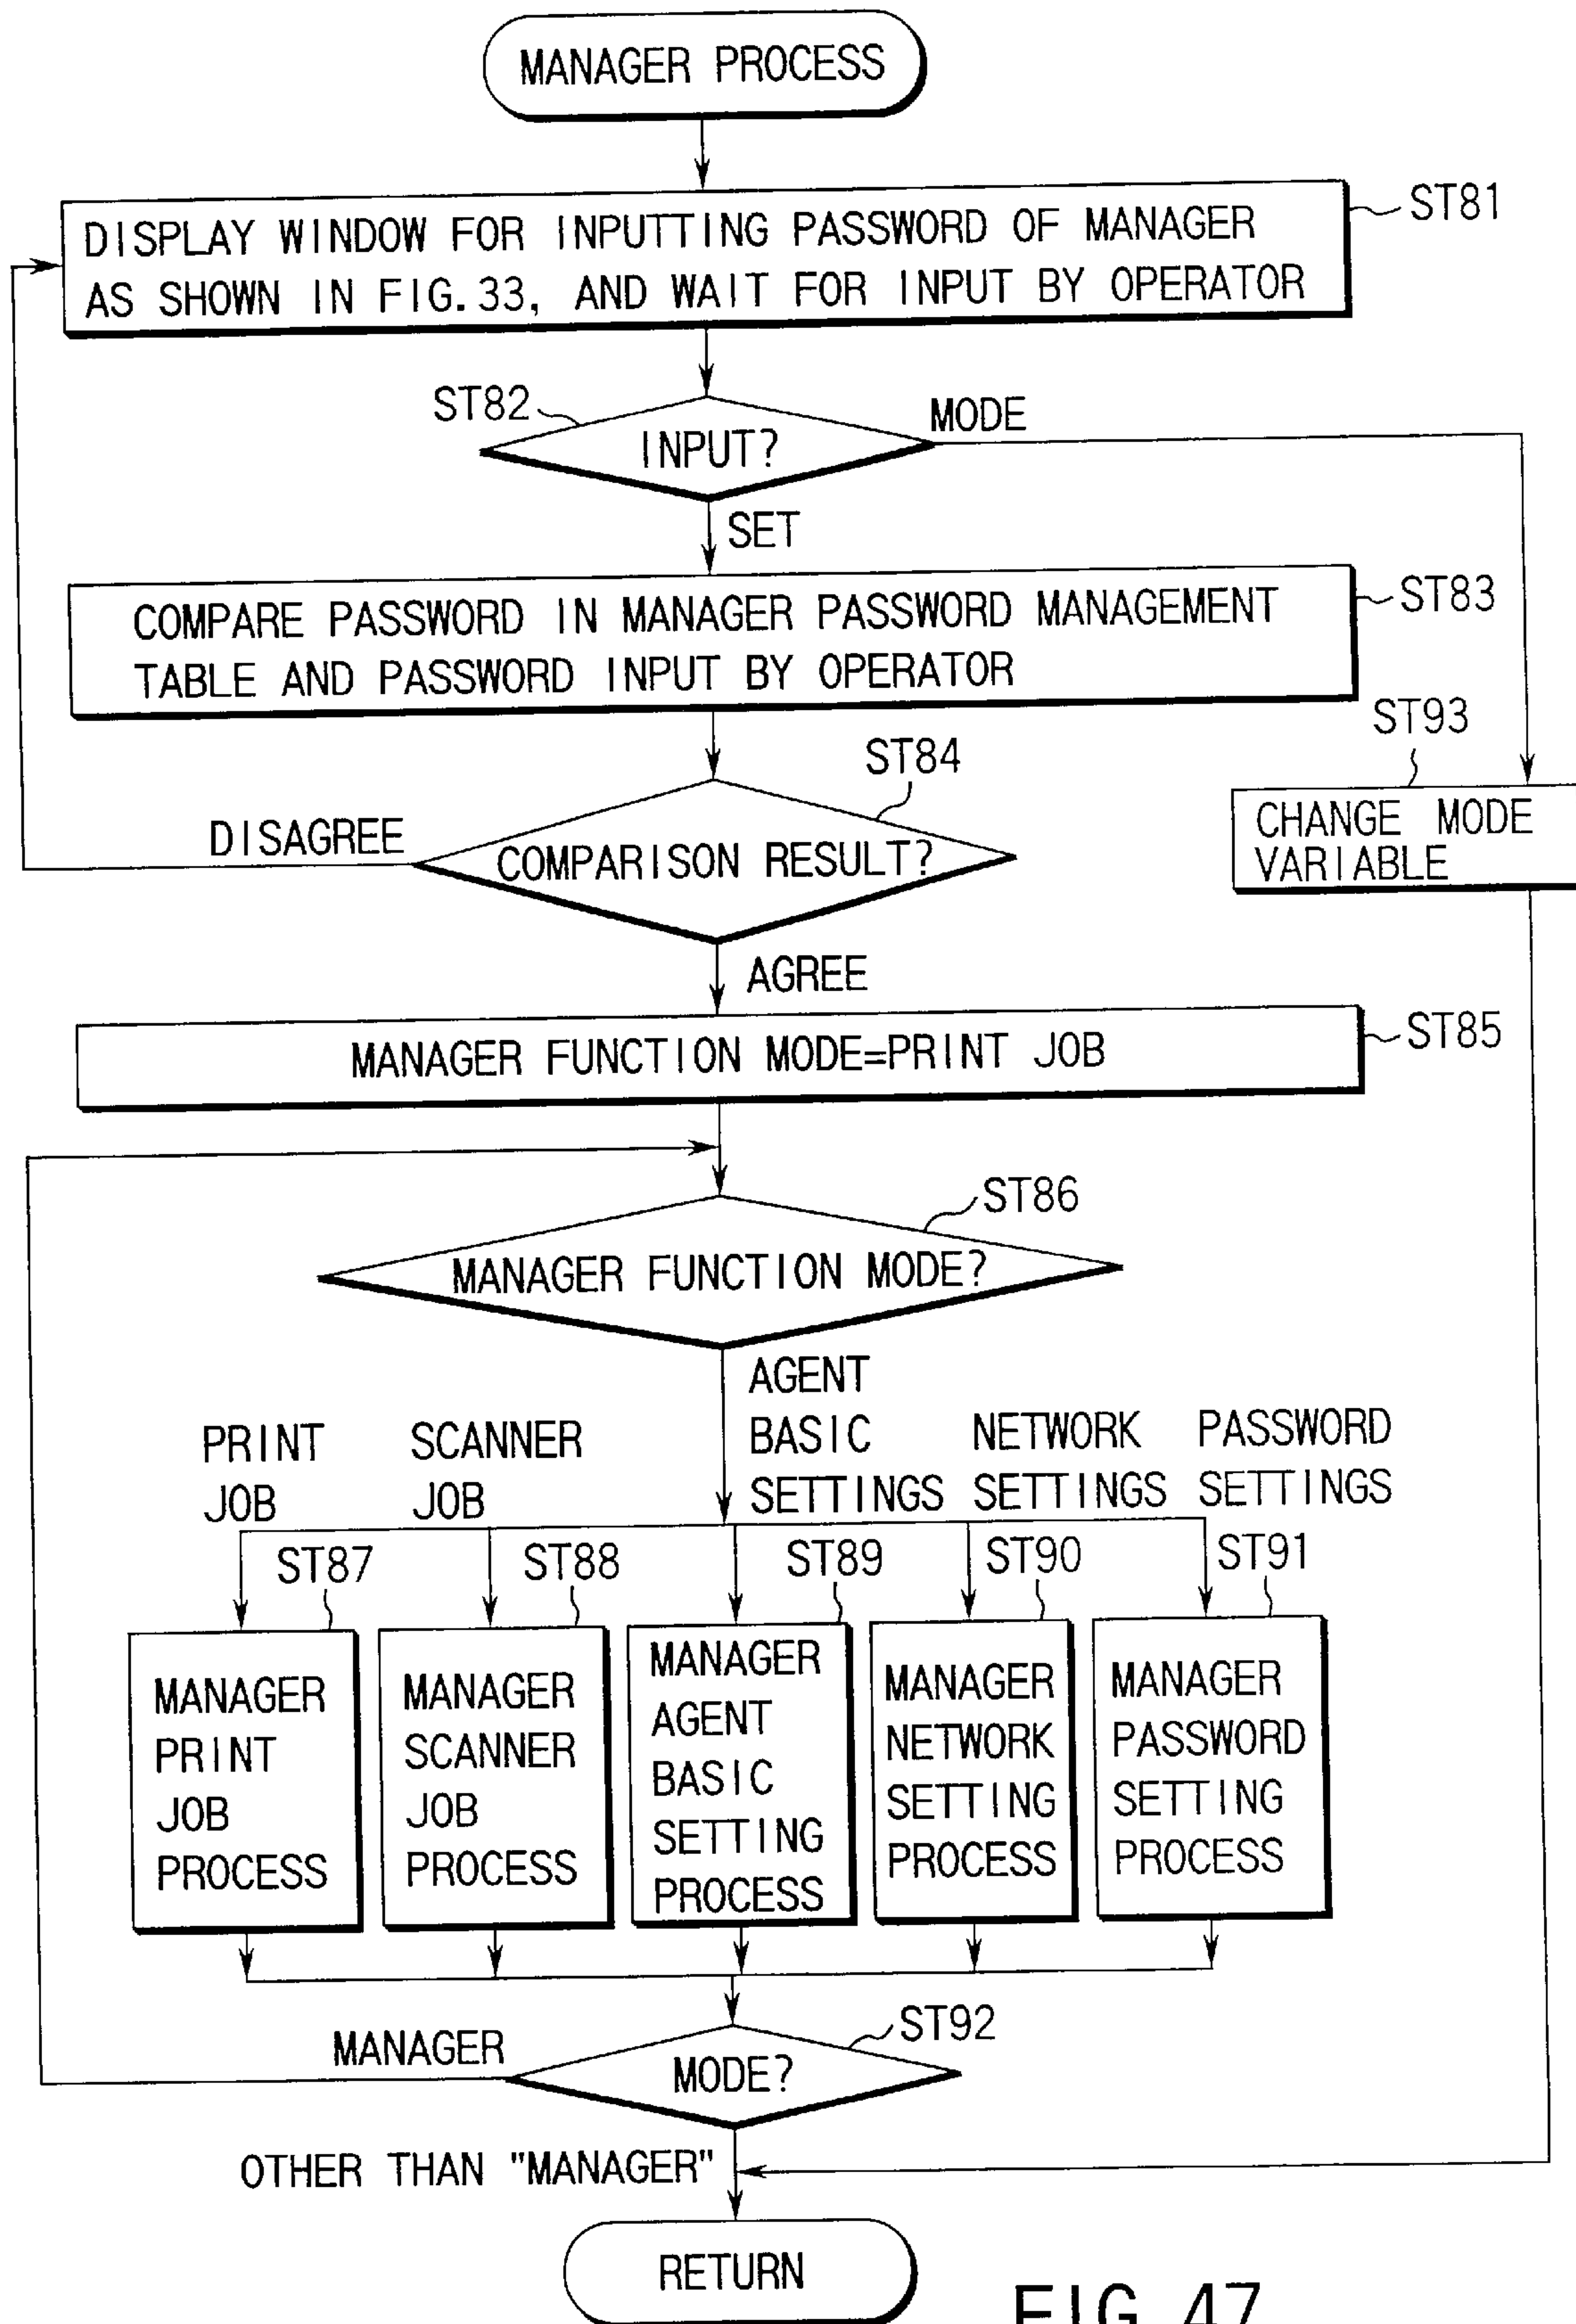 MANAGER PROCESS
ST81
DISPLAY WINDOW FOR INPUTTING PASSWORD OF MANAGER
AS SHOWN IN FIG.33, AND WAIT FOR INPUT BY OPERATOR
ST82
INPUT?
MODE
SET
ST83
COMPARE PASSWORD IN MANAGER PASSWORD MANAGEMENT
TABLE AND PASSWORD INPUT BY OPERATOR
ST93
CHANGE MODE
VARIABLE
ST84
DISAGREE
COMPARISON RESULT?
AGREE
ST85
MANAGER FUNCTION MODE=PRINT JOB
ST86
MANAGER FUNCTION MODE?
PRINT
JOB
SCANNER
JOB
AGENT
BASIC
SETTINGS
NETWORK
SETTINGS
PASSWORD
SETTINGS
ST87
ST88
ST89
ST90
ST91
MANAGER
PRINT
JOB
PROCESS
MANAGER
SCANNER
JOB
PROCESS
MANAGER
AGENT
BASIC
SETTING
PROCESS
MANAGER
NETWORK
SETTING
PROCESS
MANAGER
PASSWORD
SETTING
PROCESS
ST92
MANAGER
MODE?
OTHER THAN "MANAGER"
RETURN
FIG. 47